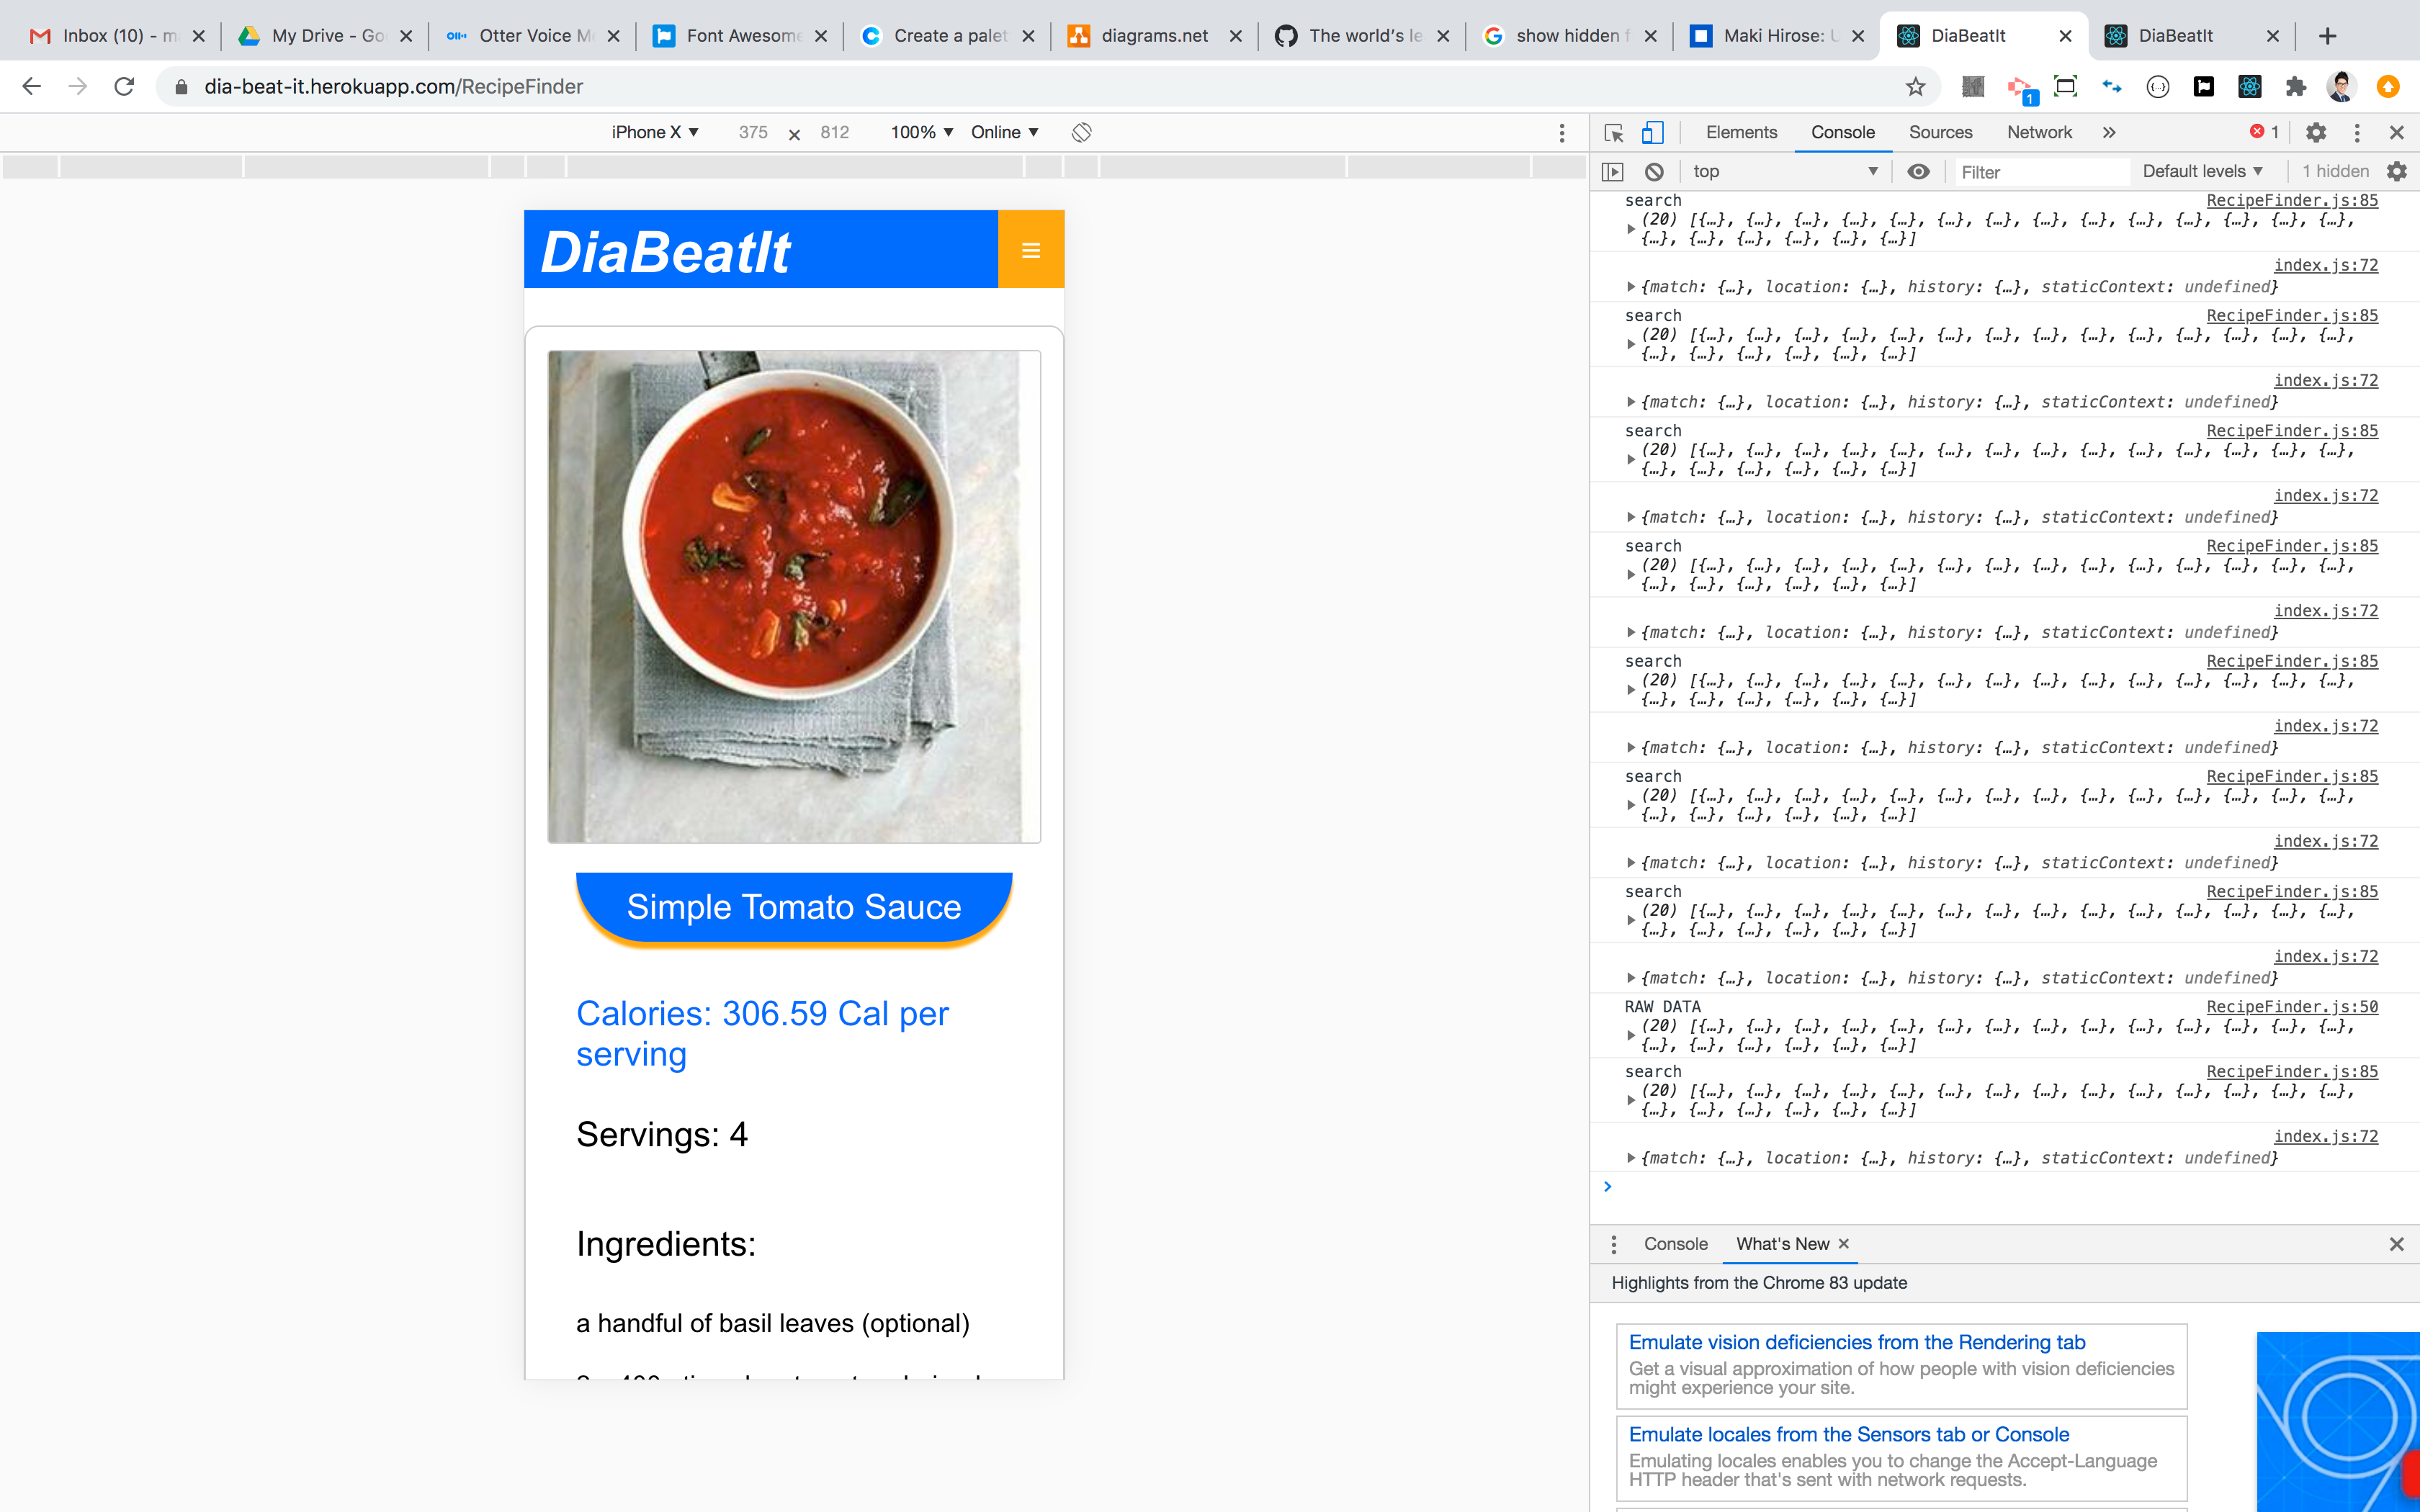 Inbox (10) - m
My Drive - Go
Otter Voice M
Font Awesome
Create a palet
diagrams.net
The world's le
show hidden f
Maki Hirose: U
DiaBeatIt
DiaBeatIt
dia-beat-it.herokuapp.com/RecipeFinder
1
iPhone X ▼ 375 × 812 100% ▼ Online ▼
DiaBeatIt
Simple Tomato Sauce
Calories: 306.59 Cal per
serving
Servings: 4
Ingredients:
a handful of basil leaves (optional)
Elements Console Sources Network » 1
top ▼ Filter Default levels ▼ 1 hidden
search RecipeFinder.js:85
(20) [{…}, {…}, {…}, {…}, {…}, {…}, {…}, {…}, {…}, {…}, {…}, {…}, {…}, {…},
{…}, {…}, {…}, {…}, {…}, {…}]
index.js:72
{match: {…}, location: {…}, history: {…}, staticContext: undefined}
search RecipeFinder.js:85
(20) [{…}, {…}, {…}, {…}, {…}, {…}, {…}, {…}, {…}, {…}, {…}, {…}, {…}, {…},
{…}, {…}, {…}, {…}, {…}, {…}]
index.js:72
{match: {…}, location: {…}, history: {…}, staticContext: undefined}
search RecipeFinder.js:85
(20) [{…}, {…}, {…}, {…}, {…}, {…}, {…}, {…}, {…}, {…}, {…}, {…}, {…}, {…},
{…}, {…}, {…}, {…}, {…}, {…}]
index.js:72
{match: {…}, location: {…}, history: {…}, staticContext: undefined}
search RecipeFinder.js:85
(20) [{…}, {…}, {…}, {…}, {…}, {…}, {…}, {…}, {…}, {…}, {…}, {…}, {…}, {…},
{…}, {…}, {…}, {…}, {…}, {…}]
index.js:72
{match: {…}, location: {…}, history: {…}, staticContext: undefined}
search RecipeFinder.js:85
(20) [{…}, {…}, {…}, {…}, {…}, {…}, {…}, {…}, {…}, {…}, {…}, {…}, {…}, {…},
{…}, {…}, {…}, {…}, {…}, {…}]
index.js:72
{match: {…}, location: {…}, history: {…}, staticContext: undefined}
search RecipeFinder.js:85
(20) [{…}, {…}, {…}, {…}, {…}, {…}, {…}, {…}, {…}, {…}, {…}, {…}, {…}, {…},
{…}, {…}, {…}, {…}, {…}, {…}]
index.js:72
{match: {…}, location: {…}, history: {…}, staticContext: undefined}
search RecipeFinder.js:85
(20) [{…}, {…}, {…}, {…}, {…}, {…}, {…}, {…}, {…}, {…}, {…}, {…}, {…}, {…},
{…}, {…}, {…}, {…}, {…}, {…}]
index.js:72
{match: {…}, location: {…}, history: {…}, staticContext: undefined}
RAW DATA RecipeFinder.js:50
(20) [{…}, {…}, {…}, {…}, {…}, {…}, {…}, {…}, {…}, {…}, {…}, {…}, {…}, {…},
{…}, {…}, {…}, {…}, {…}, {…}]
search RecipeFinder.js:85
(20) [{…}, {…}, {…}, {…}, {…}, {…}, {…}, {…}, {…}, {…}, {…}, {…}, {…}, {…},
{…}, {…}, {…}, {…}, {…}, {…}]
index.js:72
{match: {…}, location: {…}, history: {…}, staticContext: undefined}
Console What's New
Highlights from the Chrome 83 update
Emulate vision deficiencies from the Rendering tab
Get a visual approximation of how people with vision deficiencies
might experience your site.
Emulate locales from the Sensors tab or Console
Emulating locales enables you to change the Accept-Language
HTTP header that's sent with network requests.